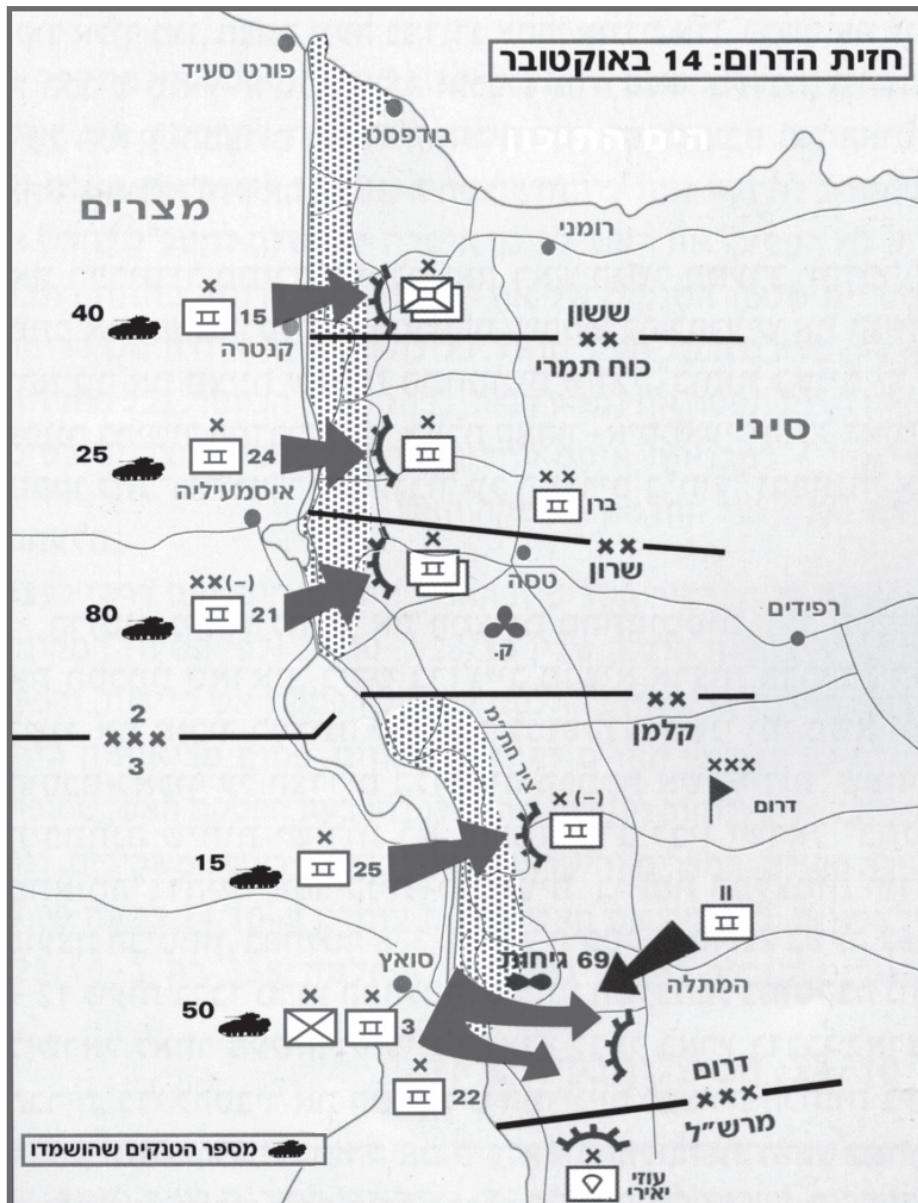 חזית הדרום: 14 באוקטובר
פורט סעיד
בודפסט
הים התיכון
מצרים
רומני
40
15
קנטרה
ששון
כוח תמרי
סיני
25
24
איסמעיליה
ברן
שרון
טסה
(-)
80
21
רפידים
ק.
2
3
קלמן
ציר חת"מ
דרום
(-)
15
25
69 גיחות
המתלה
סואץ
50
3
22
דרום
מרש"ל
עוזי
יאירי
מספר הטנקים שהושמדו